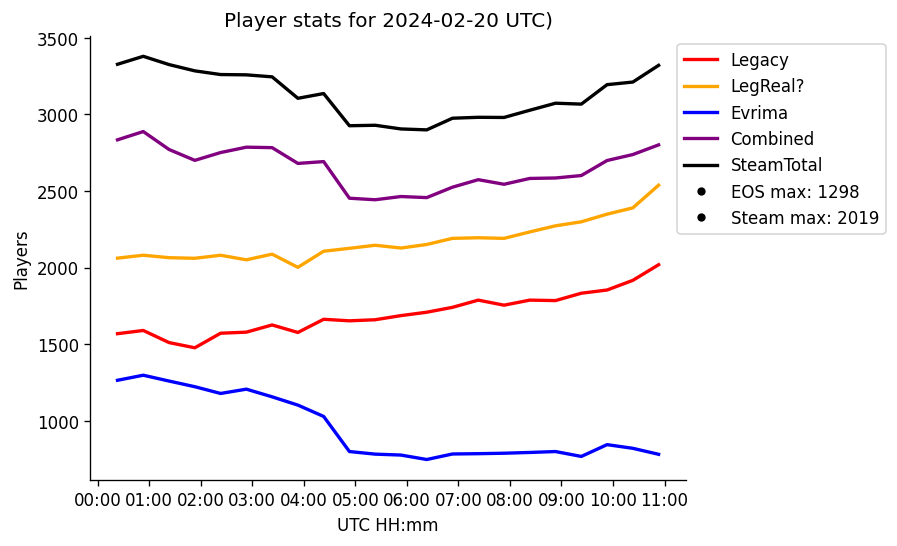 Player stats for 2024-02-20 UTC)
3500
3000
2500
2000
1500
1000
Players
00:00 01:00 02:00 03:00 04:00 05:00 06:00 07:00 08:00 09:00 10:00 11:00
UTC HH:mm
Legacy
LegReal?
Evrima
Combined
SteamTotal
EOS max: 1298
Steam max: 2019